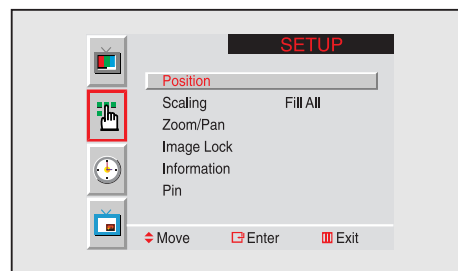 SETUP
Position
Scaling Fill All
Zoom/Pan
Image Lock
Information
Pin
Move Enter Exit